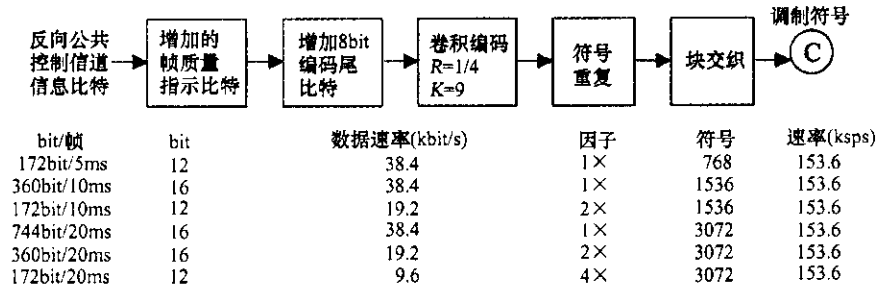 调制符号
反向公共
控制信道
信息比特
增加的
帧质量
指示比特
增加8bit
编码尾
比特
卷积编码
R=1/4
K=9
符号
重复
块交织
C
bit/帧 bit 数据速率(kbit/s) 因子 符号 速率(ksps)
172bit/5ms 12 38.4 1× 768 153.6
360bit/10ms 16 38.4 1× 1536 153.6
172bit/10ms 12 19.2 2× 1536 153.6
744bit/20ms 16 38.4 1× 3072 153.6
360bit/20ms 16 19.2 2× 3072 153.6
172bit/20ms 12 9.6 4× 3072 153.6